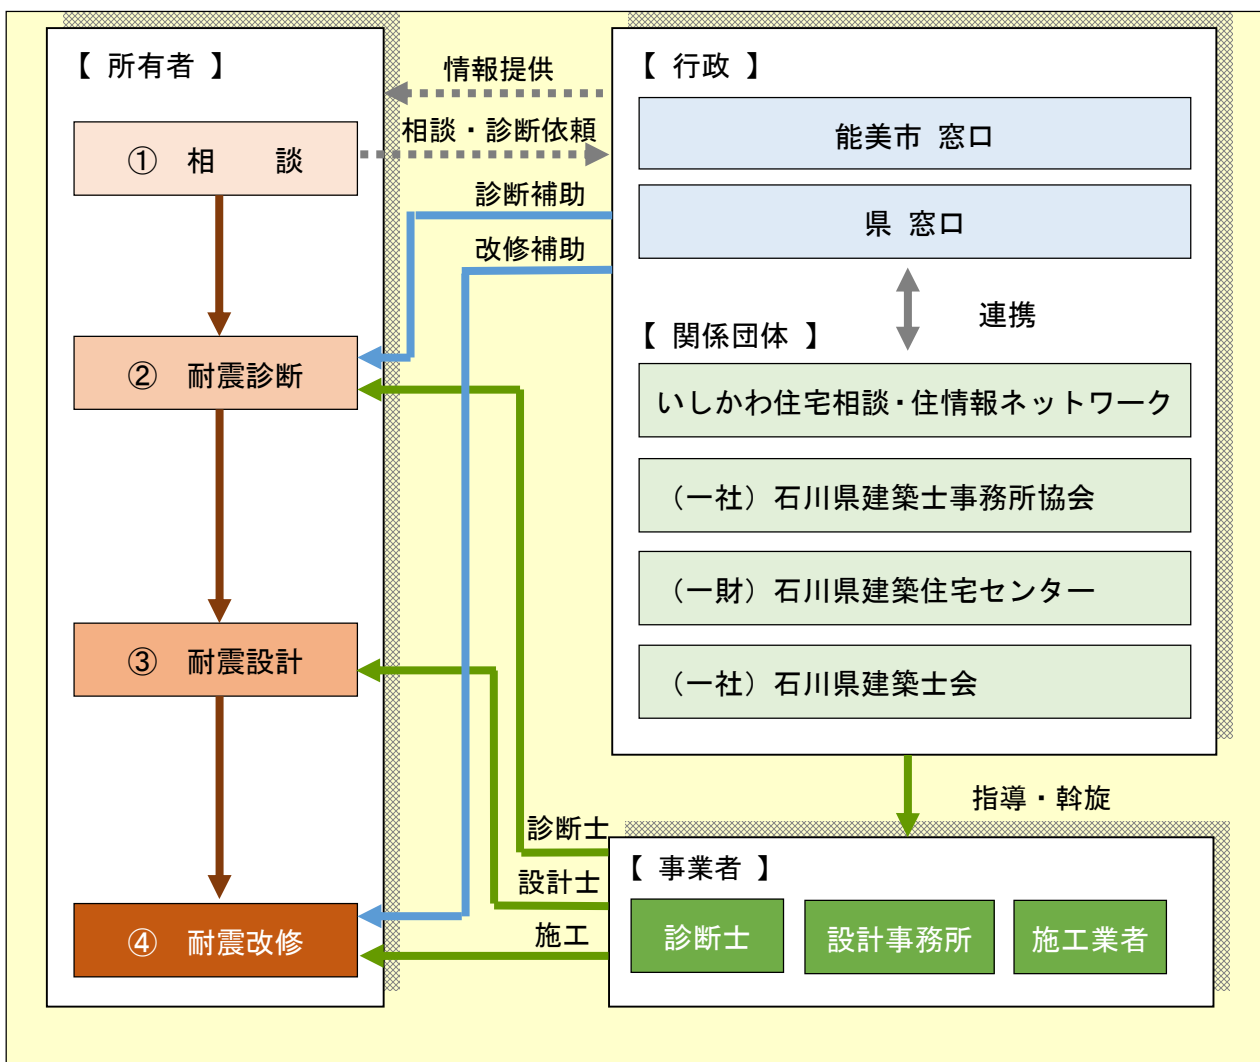 【 所有者 】
① 相　談
② 耐震診断
③ 耐震設計
④ 耐震改修
情報提供
相談・診断依頼
診断補助
改修補助
【 行政 】
能美市 窓口
県 窓口
連携
【 関係団体 】
いしかわ住宅相談・住情報ネットワーク
（一社）石川県建築士事務所協会
（一財）石川県建築住宅センター
（一社）石川県建築士会
指導・斡旋
診断士
設計士
施工
【 事業者 】
診断士
設計事務所
施工業者